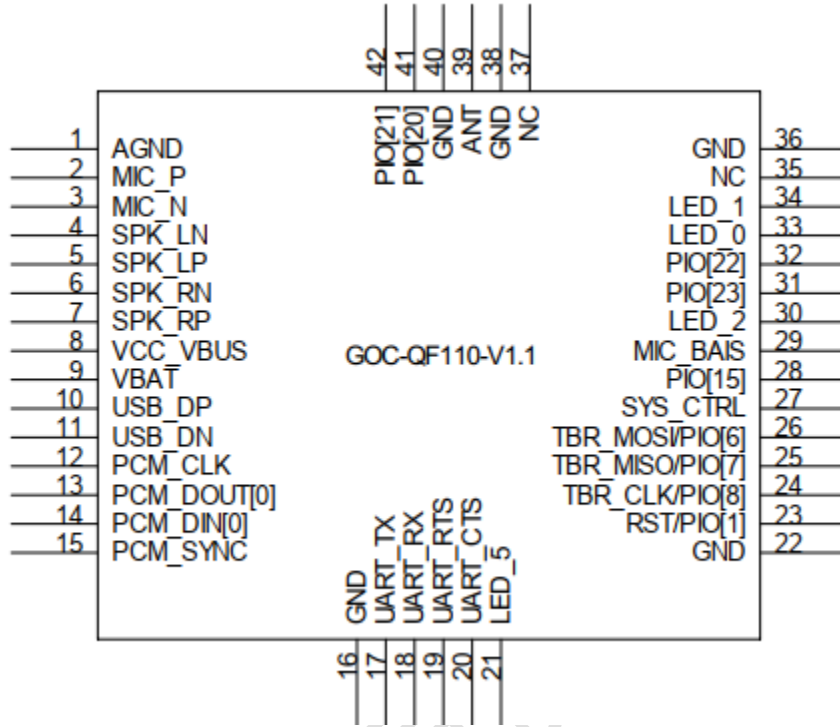 42 41 40 39 38 37
PIO[21] PIO[20] GND ANT GND NC
1 AGND GND 36
2 MIC_P NC 35
3 MIC_N LED_1 34
4 SPK_LN LED_0 33
5 SPK_LP PIO[22] 32
6 SPK_RN PIO[23] 31
7 SPK_RP LED_2 30
8 VCC_VBUS GOC-QF110-V1.1 MIC_BAIS 29
9 VBAT PIO[15] 28
10 USB_DP SYS_CTRL 27
11 USB_DN TBR_MOSI/PIO[6] 26
12 PCM_CLK TBR_MISO/PIO[7] 25
13 PCM_DOUT[0] TBR_CLK/PIO[8] 24
14 PCM_DIN[0] RST/PIO[1] 23
15 PCM_SYNC GND 22
GND UART_TX UART_RX UART_RTS UART_CTS LED_5
16 17 18 19 20 21